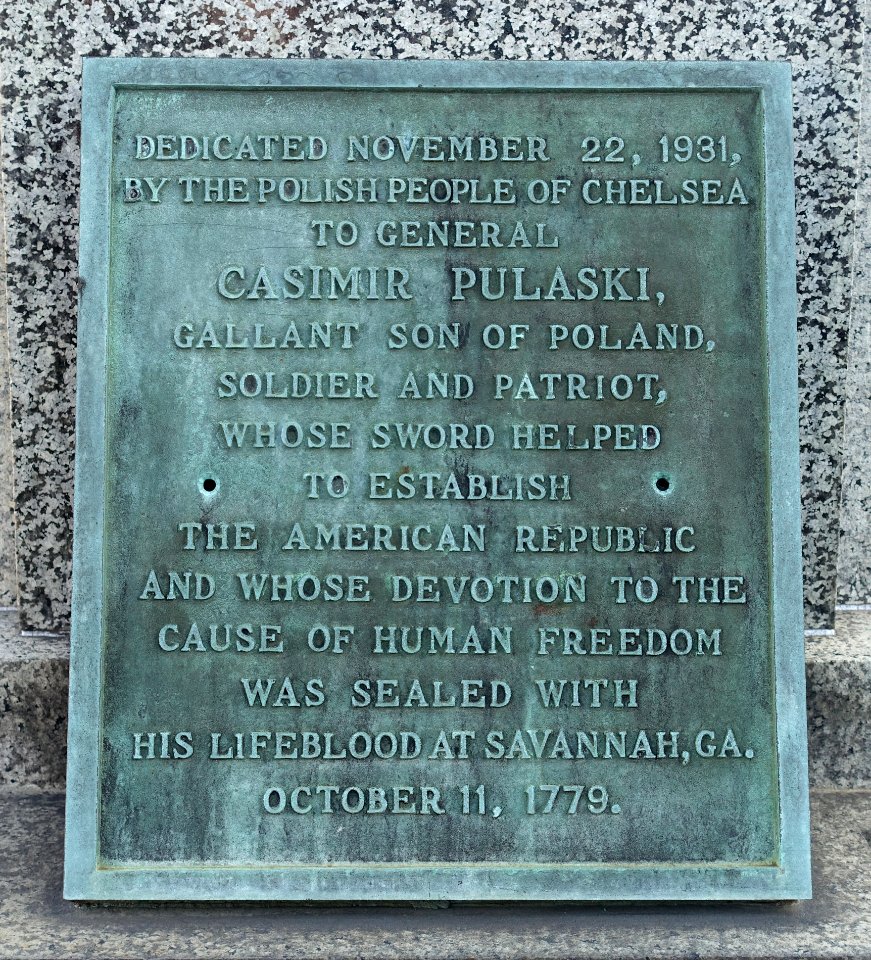 DEDICATED NOVEMBER 22, 1931,
BY THE POLISH PEOPLE OF CHELSEA
TO GENERAL
CASIMIR PULASKI,
GALLANT SON OF POLAND,
SOLDIER AND PATRIOT,
WHOSE SWORD HELPED
TO ESTABLISH
THE AMERICAN REPUBLIC
AND WHOSE DEVOTION TO THE
CAUSE OF HUMAN FREEDOM
WAS SEALED WITH
HIS LIFEBLOOD AT SAVANNAH, GA.
OCTOBER 11, 1779.